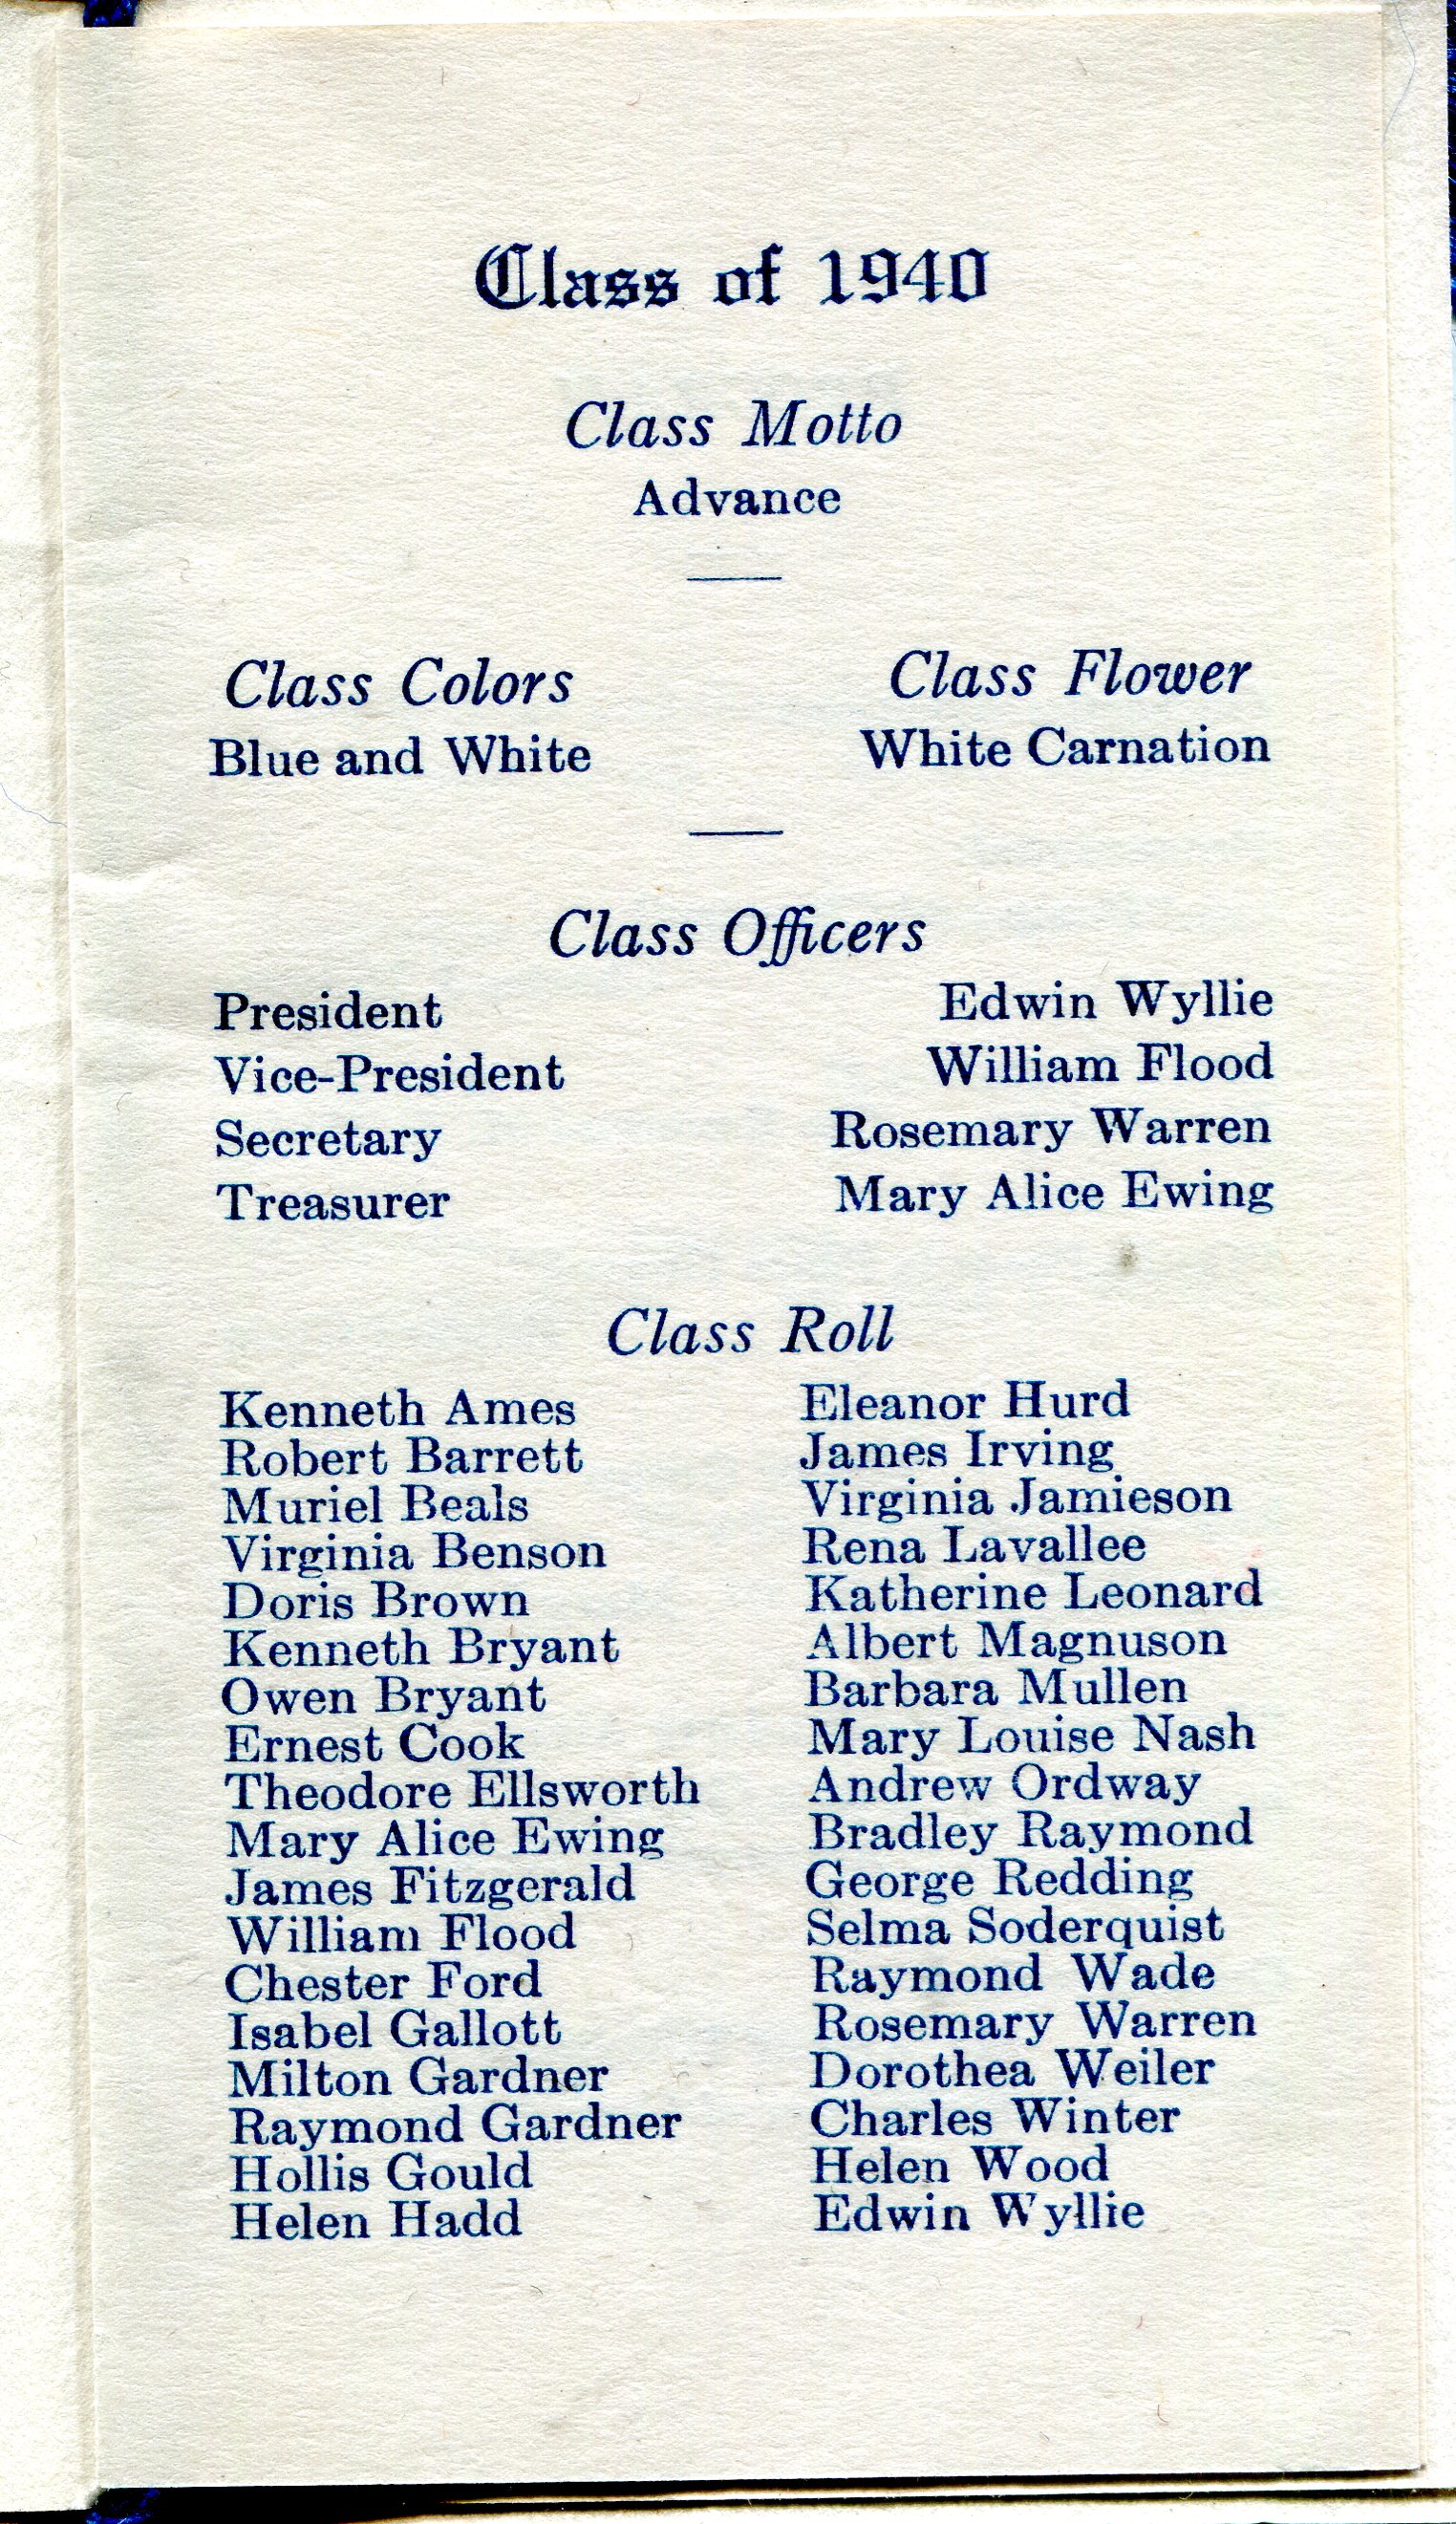 Class of 1940
Class Motto
Advance
Class Colors
Blue and White
Class Flower
White Carnation
Class Officers
President Edwin Wyllie
Vice-President William Flood
Secretary Rosemary Warren
Treasurer Mary Alice Ewing
Class Roll
Kenneth Ames
Robert Barrett
Muriel Beals
Virginia Benson
Doris Brown
Kenneth Bryant
Owen Bryant
Ernest Cook
Theodore Ellsworth
Mary Alice Ewing
James Fitzgerald
William Flood
Chester Ford
Isabel Gallott
Milton Gardner
Raymond Gardner
Hollis Gould
Helen Hadd
Eleanor Hurd
James Irving
Virginia Jamieson
Rena Lavallee
Katherine Leonard
Albert Magnuson
Barbara Mullen
Mary Louise Nash
Andrew Ordway
Bradley Raymond
George Redding
Selma Soderquist
Raymond Wade
Rosemary Warren
Dorothea Weiler
Charles Winter
Helen Wood
Edwin Wyllie